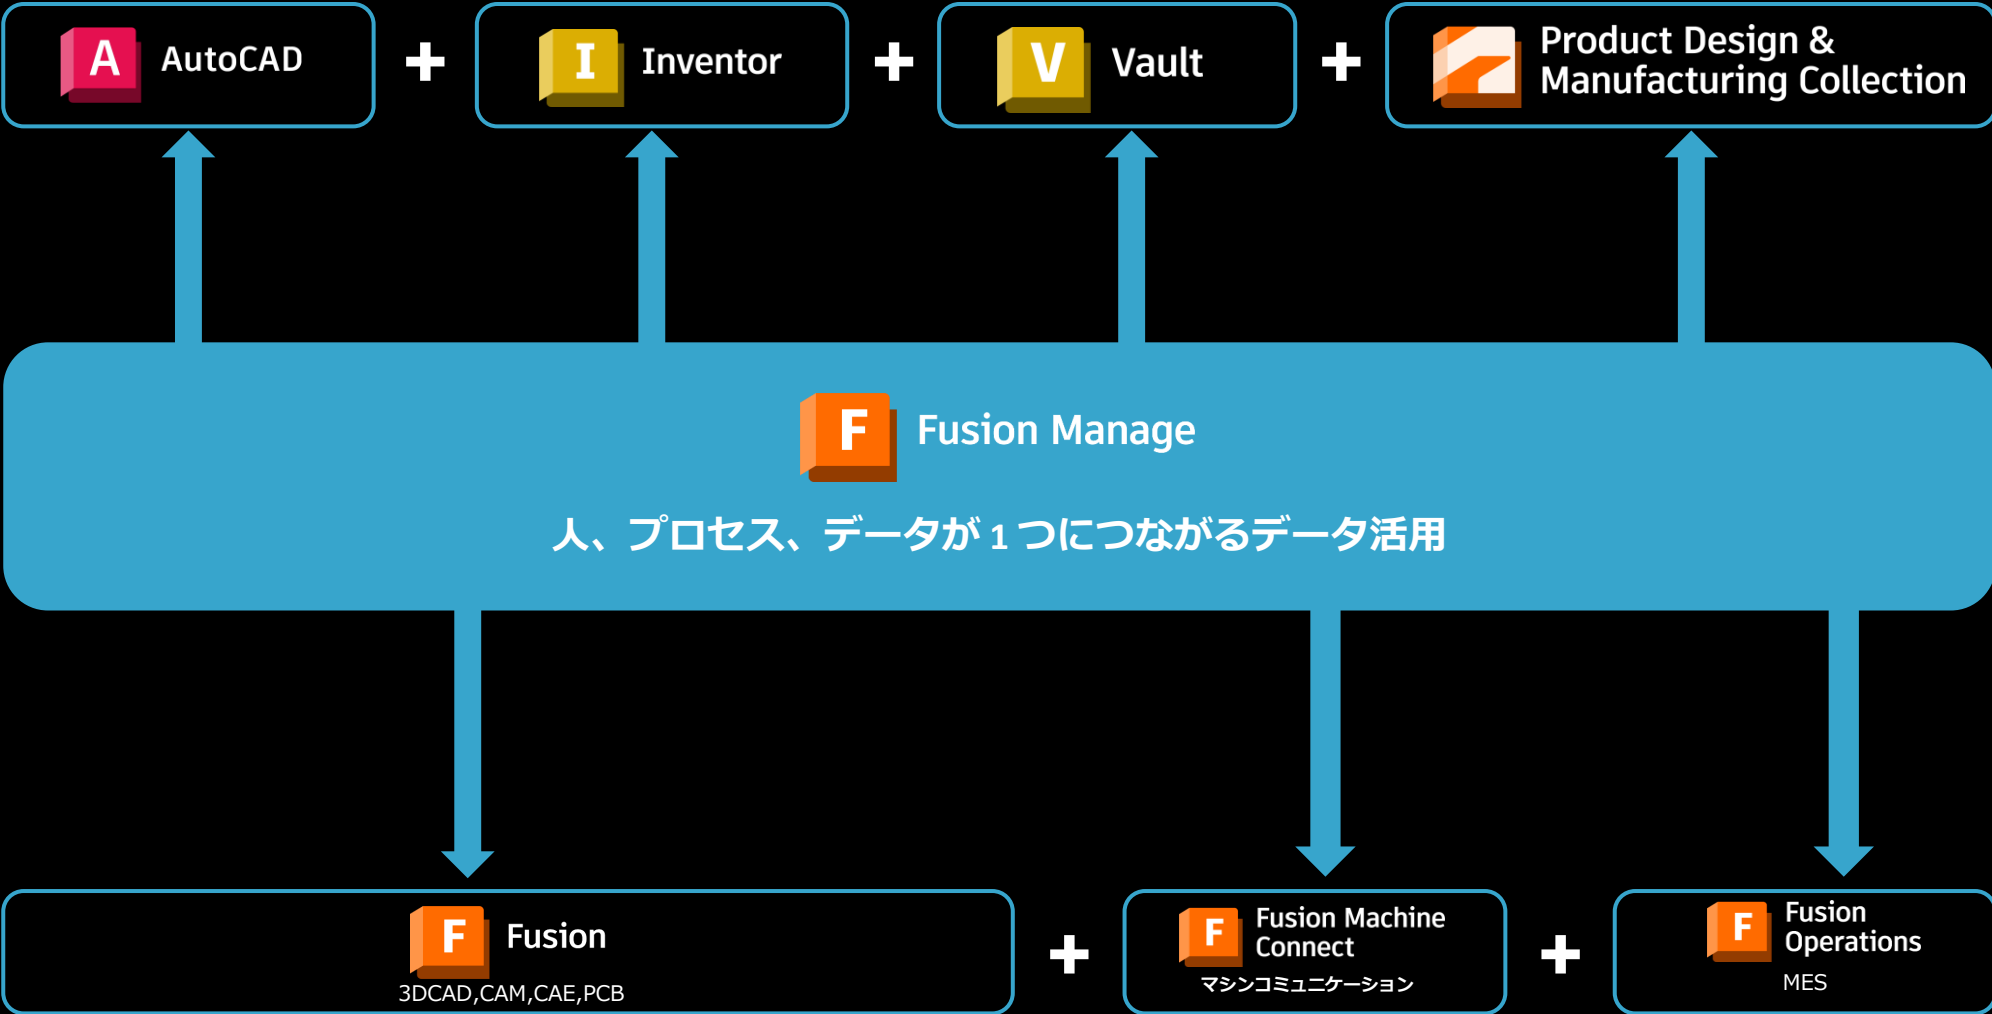 A AutoCAD
+
I Inventor
+
V Vault
+
Product Design &
Manufacturing Collection
F Fusion Manage
人、プロセス、データが１つにつながるデータ活用
F Fusion
3DCAD,CAM,CAE,PCB
+
F Fusion Machine
Connect
マシンコミュニケーション
+
F Fusion
Operations
MES